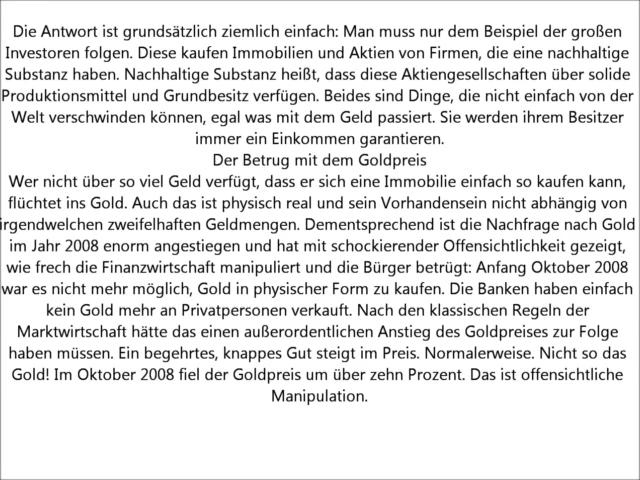 Die Antwort ist grundsätzlich ziemlich einfach: Man muss nur dem Beispiel der großen
Investoren folgen. Diese kaufen Immobilien und Aktien von Firmen, die eine nachhaltige
Substanz haben. Nachhaltige Substanz heißt, dass diese Aktiengesellschaften über solide
Produktionsmittel und Grundbesitz verfügen. Beides sind Dinge, die nicht einfach von der
Welt verschwinden können, egal was mit dem Geld passiert. Sie werden ihrem Besitzer
immer ein Einkommen garantieren.
Der Betrug mit dem Goldpreis
Wer nicht über so viel Geld verfügt, dass er sich eine Immobilie einfach so kaufen kann,
flüchtet ins Gold. Auch das ist physisch real und sein Vorhandensein nicht abhängig von
irgendwelchen zweifelhaften Geldmengen. Dementsprechend ist die Nachfrage nach Gold
im Jahr 2008 enorm angestiegen und hat mit schockierender Offensichtlichkeit gezeigt,
wie frech die Finanzwirtschaft manipuliert und die Bürger betrügt: Anfang Oktober 2008
war es nicht mehr möglich, Gold in physischer Form zu kaufen. Die Banken haben einfach
kein Gold mehr an Privatpersonen verkauft. Nach den klassischen Regeln der
Marktwirtschaft hätte das einen außerordentlichen Anstieg des Goldpreises zur Folge
haben müssen. Ein begehrtes, knappes Gut steigt im Preis. Normalerweise. Nicht so das
Gold! Im Oktober 2008 fiel der Goldpreis um über zehn Prozent. Das ist offensichtliche
Manipulation.